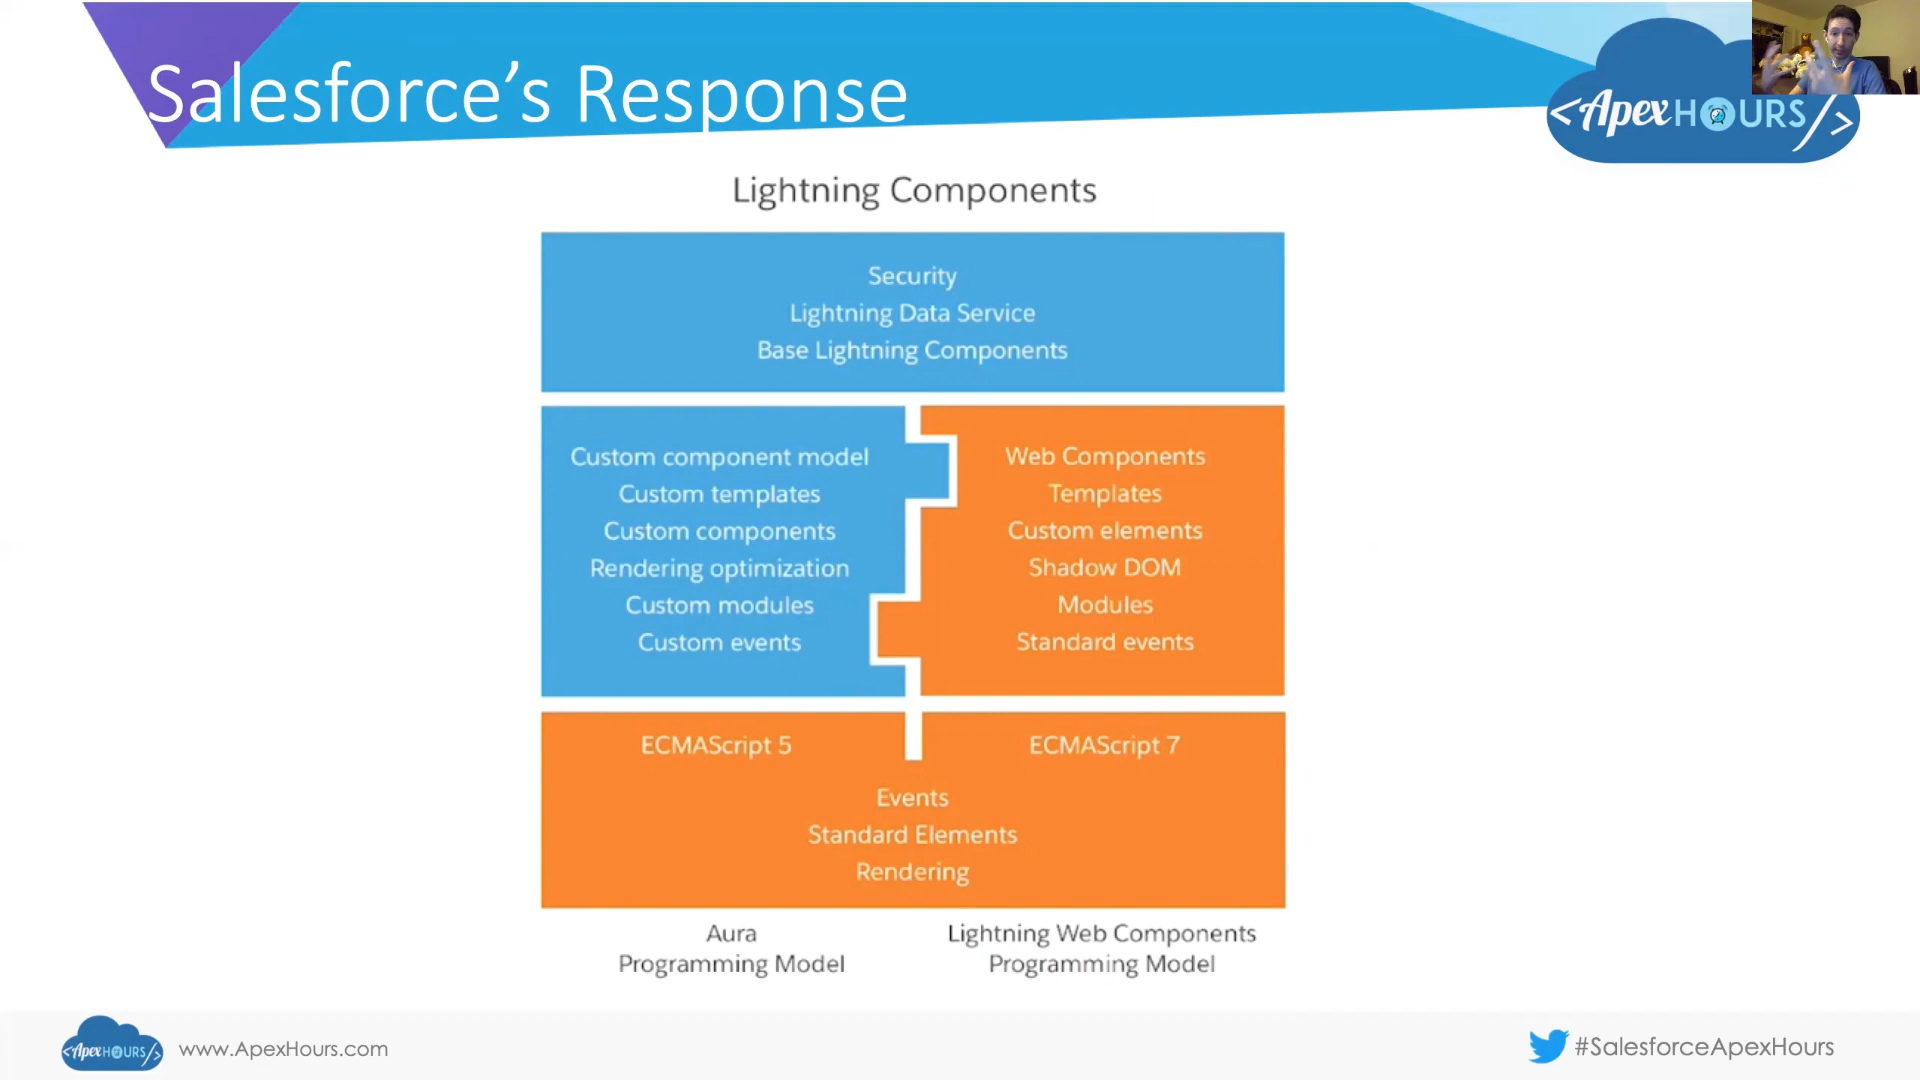 Salesforce's Response
<ApexHOURS/>
Lightning Components
Security
Lightning Data Service
Base Lightning Components
Custom component model
Custom templates
Custom components
Rendering optimization
Custom modules
Custom events
Web Components
Templates
Custom elements
Shadow DOM
Modules
Standard events
ECMAScript 5
ECMAScript 7
Events
Standard Elements
Rendering
Aura
Programming Model
Lightning Web Components
Programming Model
<ApexHOURS/>
www.ApexHours.com
#SalesforceApexHours